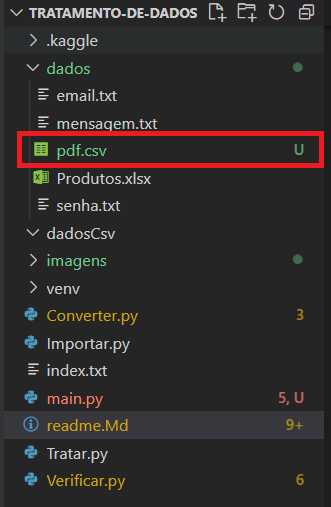 TRATAMENTO-DE-DADOS
.kaggle
dados
email.txt
mensagem.txt
pdf.csv U
Produtos.xlsx
senha.txt
dadosCsv
imagens
venv
Converter.py 3
Importar.py
index.txt
main.py 5, U
readme.Md 9+
Tratar.py
Verificar.py 6